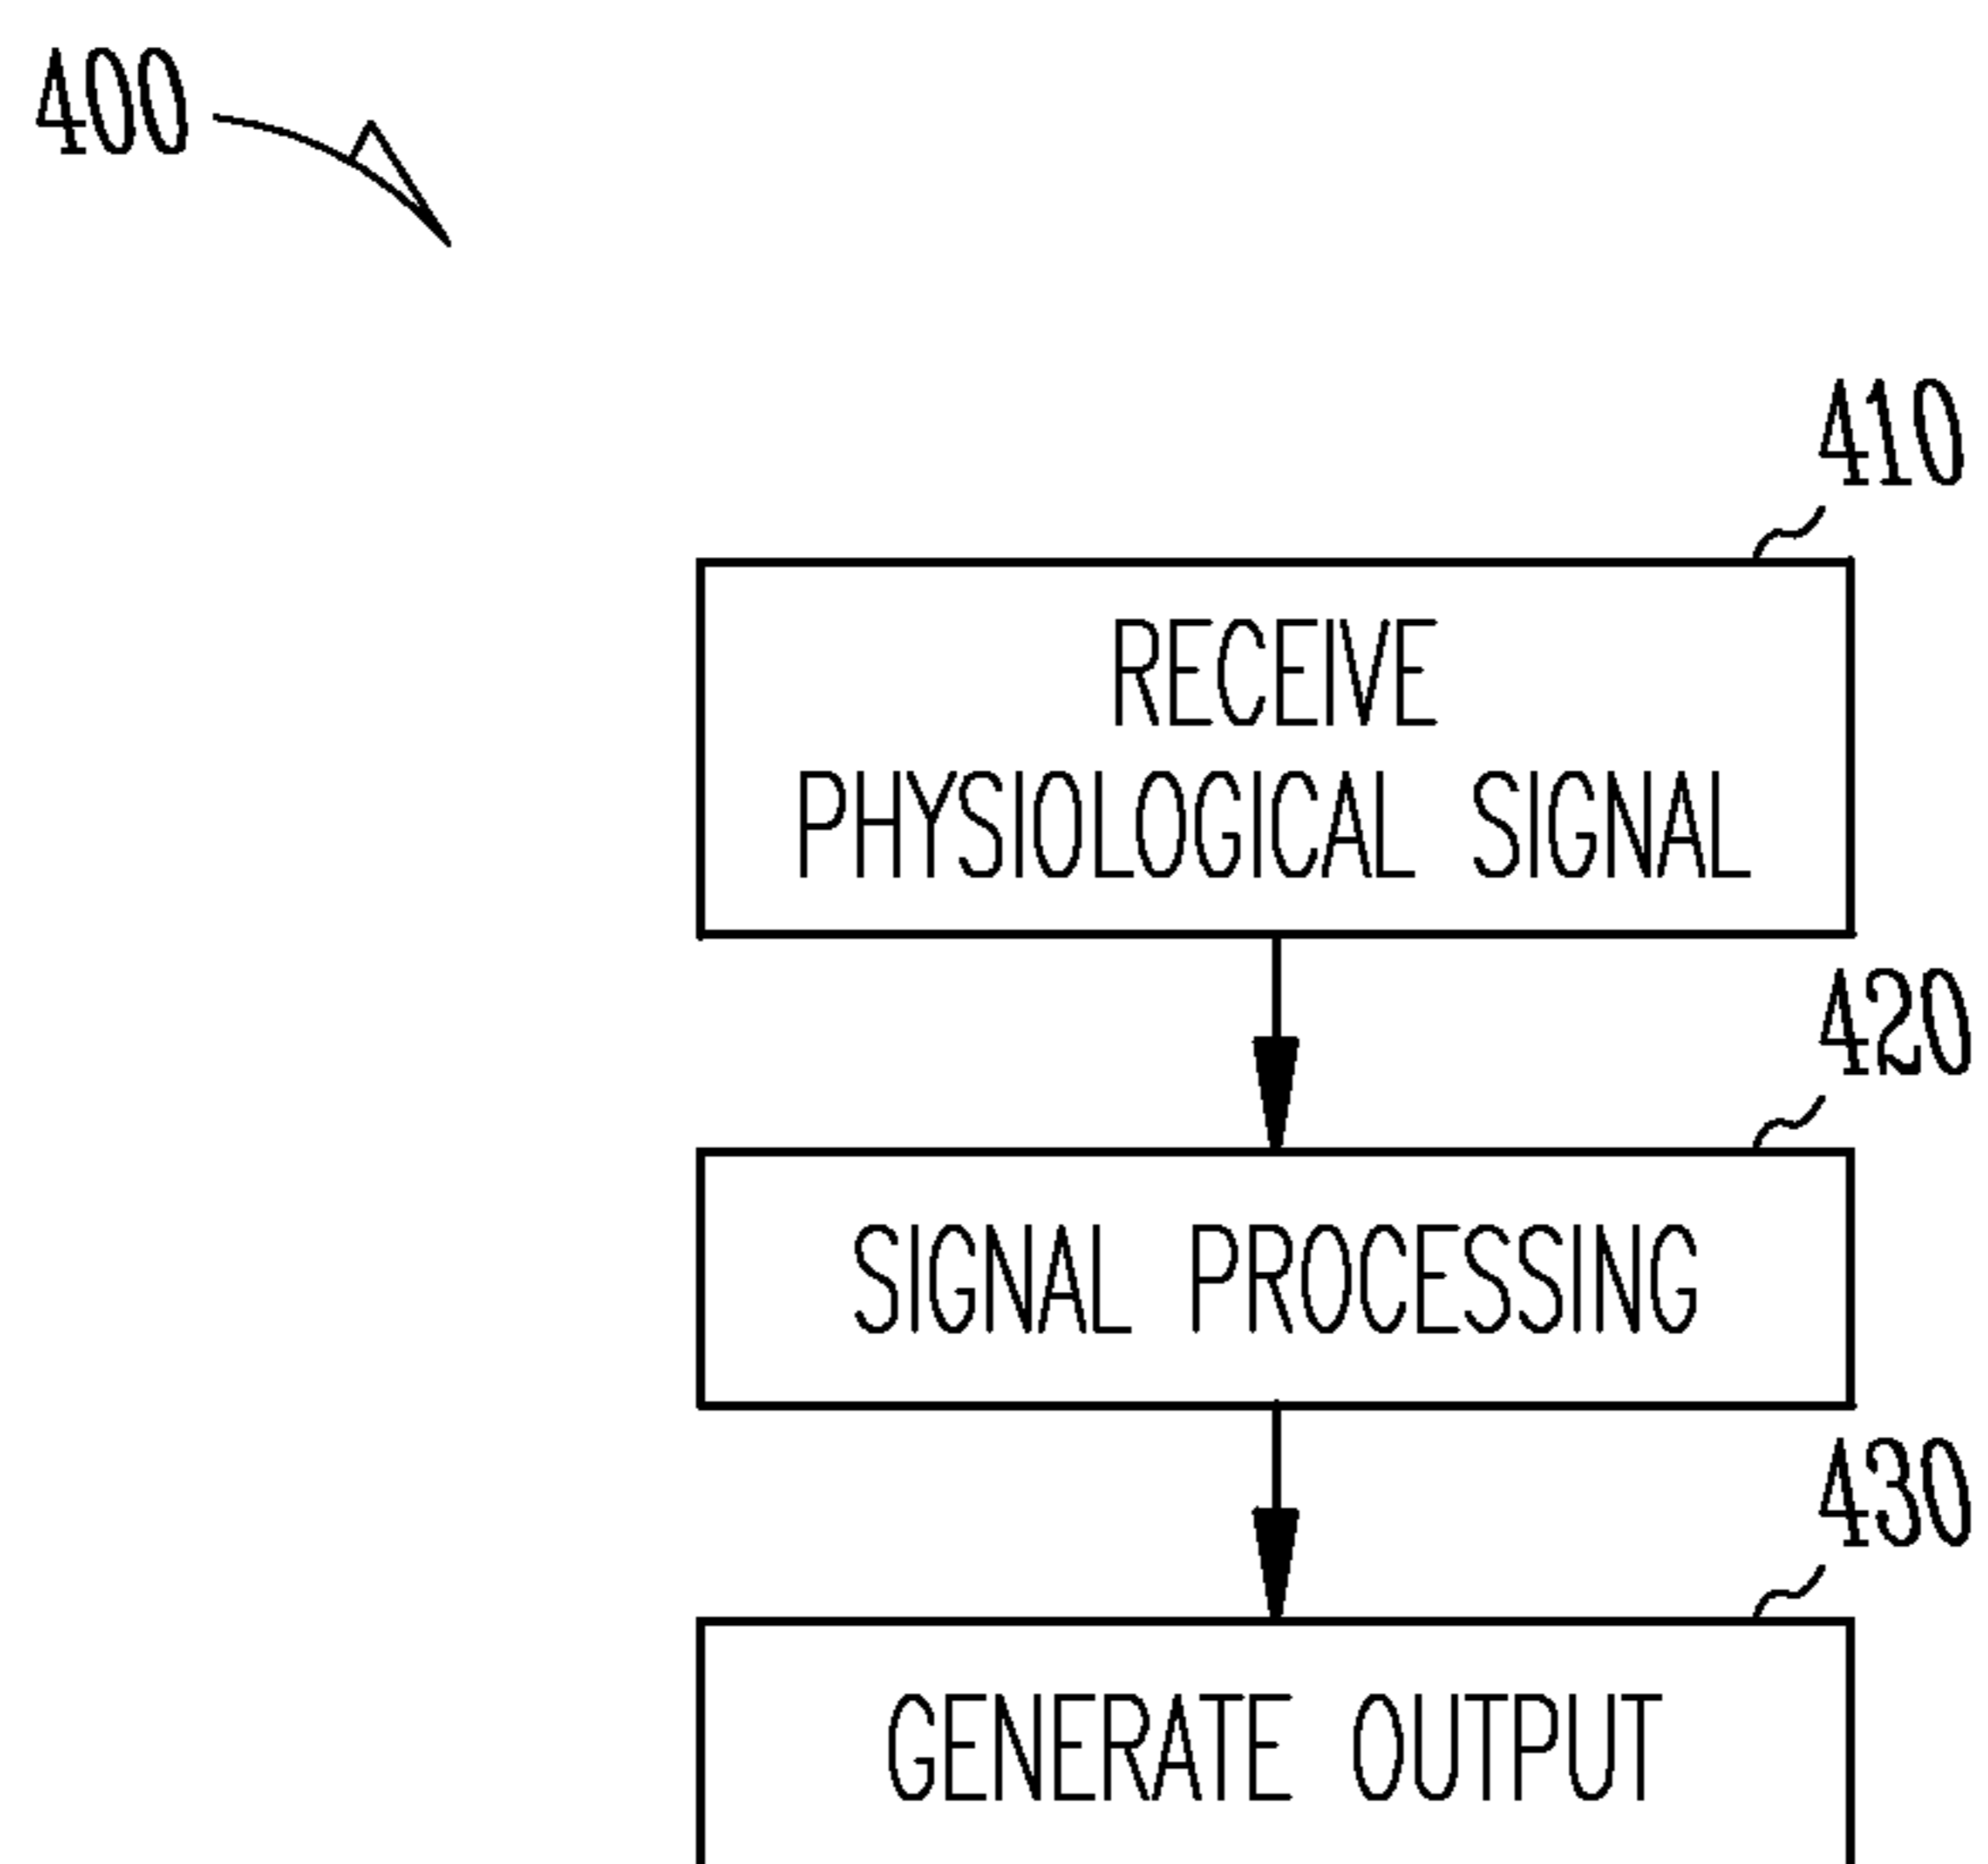 400
410
RECEIVE
PHYSIOLOGICAL SIGNAL
420
SIGNAL PROCESSING
430
GENERATE OUTPUT